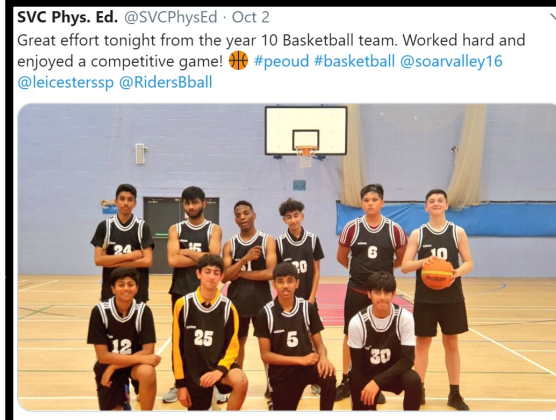 SVC Phys. Ed. @SVCPhysEd · Oct 2
Great effort tonight from the year 10 Basketball team. Worked hard and
enjoyed a competitive game! 🏀 #peoud #basketball @soarvalley16
@leicesterssp @RidersBball
24
15
6
10
12
25
5
30